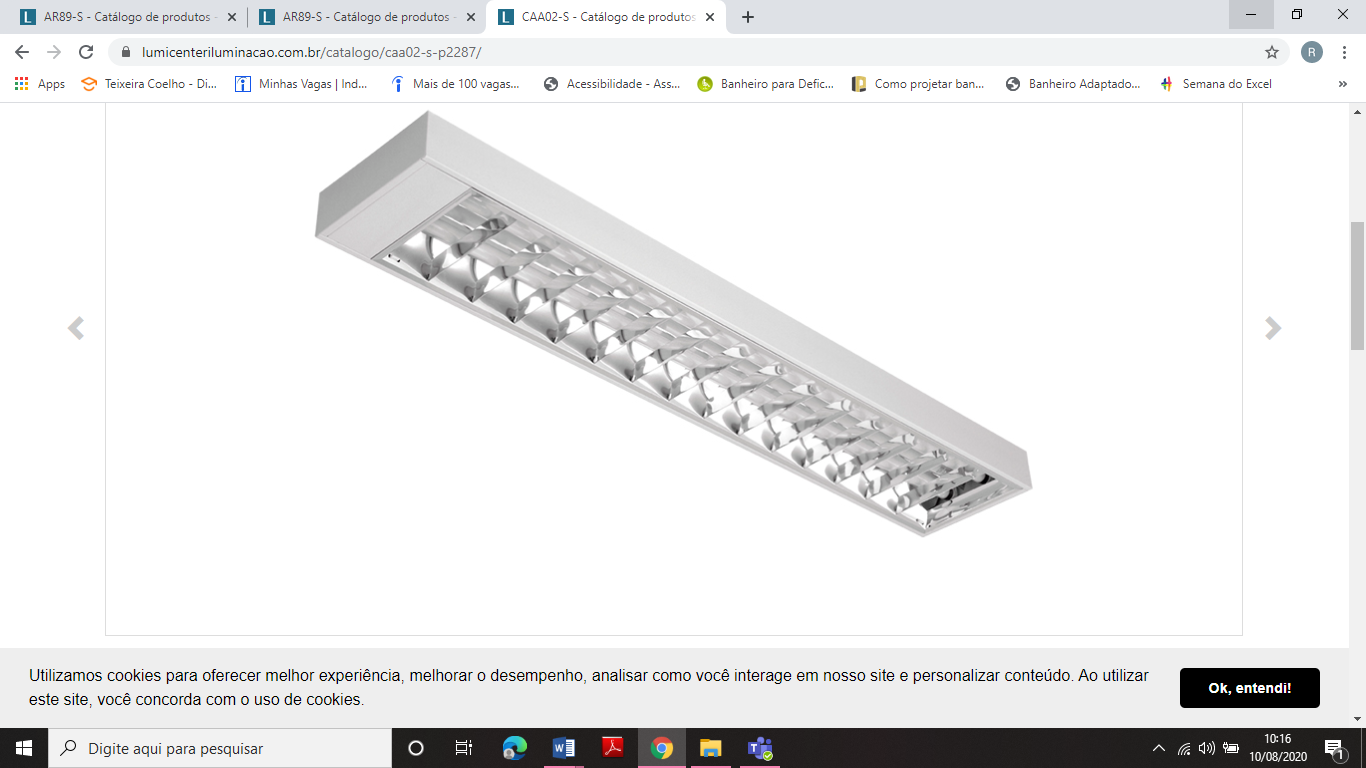 AR89-S - Catálogo de produtos -
AR89-S - Catálogo de produtos -
CAA02-S - Catálogo de produtos
lumicenteriluminacao.com.br/catalogo/caa02-s-p2287/
R
Apps
Teixeira Coelho - Di...
Minhas Vagas | Ind...
Mais de 100 vagas...
Acessibilidade - Ass...
Banheiro para Defic...
Como projetar ban...
Banheiro Adaptado...
Semana do Excel
»
Utilizamos cookies para oferecer melhor experiência, melhorar o desempenho, analisar como você interage em nosso site e personalizar conteúdo. Ao utilizar
este site, você concorda com o uso de cookies.
Ok, entendi!
Digite aqui para pesquisar
10:16
10/08/2020
1